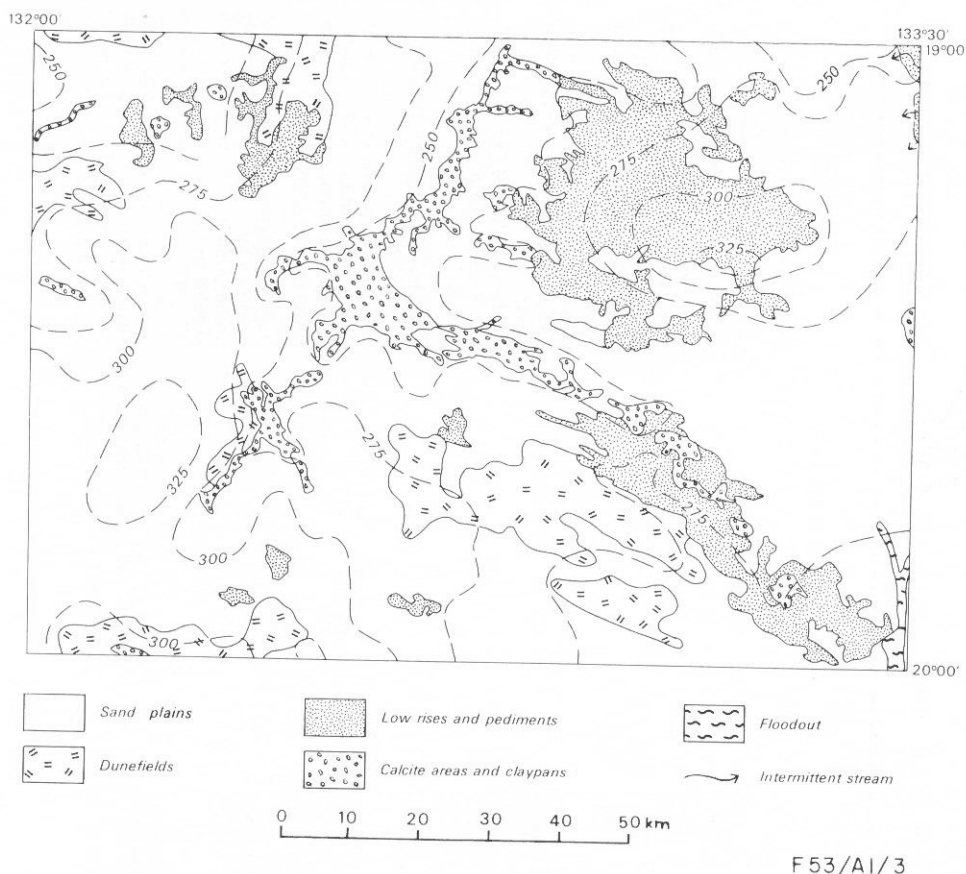 132°00'
133°30'
19°00'
250
250
250
275
275
300
325
300
275
325
275
300
300
20°00'
Sand plains
Low rises and pediments
Floodout
Dunefields
Calcite areas and claypans
Intermittent stream
0 10 20 30 40 50 km
F53/A1/3